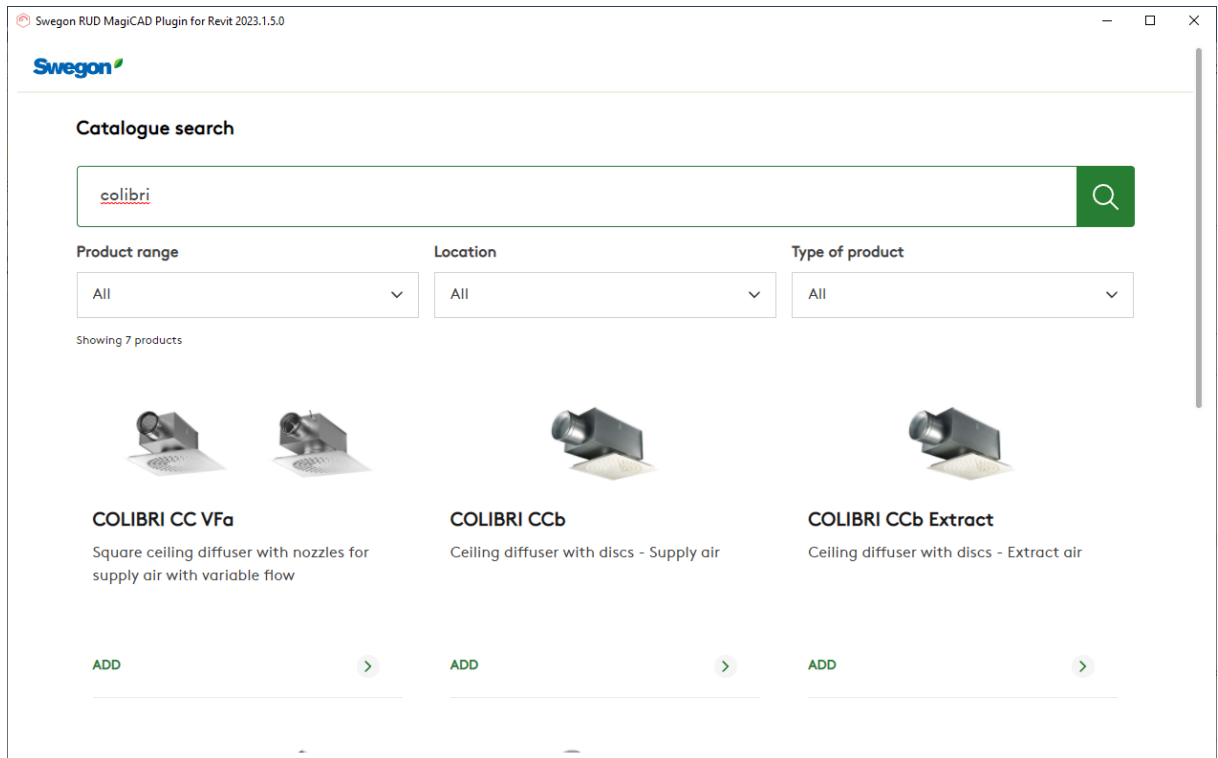 Swegon RUD MagiCAD Plugin for Revit 2023.1.5.0
Swegon
Catalogue search
colibri
Product range
Location
Type of product
All
All
All
Showing 7 products
COLIBRI CC VFa
Square ceiling diffuser with nozzles for
supply air with variable flow
ADD
COLIBRI CCb
Ceiling diffuser with discs - Supply air
ADD
COLIBRI CCb Extract
Ceiling diffuser with discs - Extract air
ADD